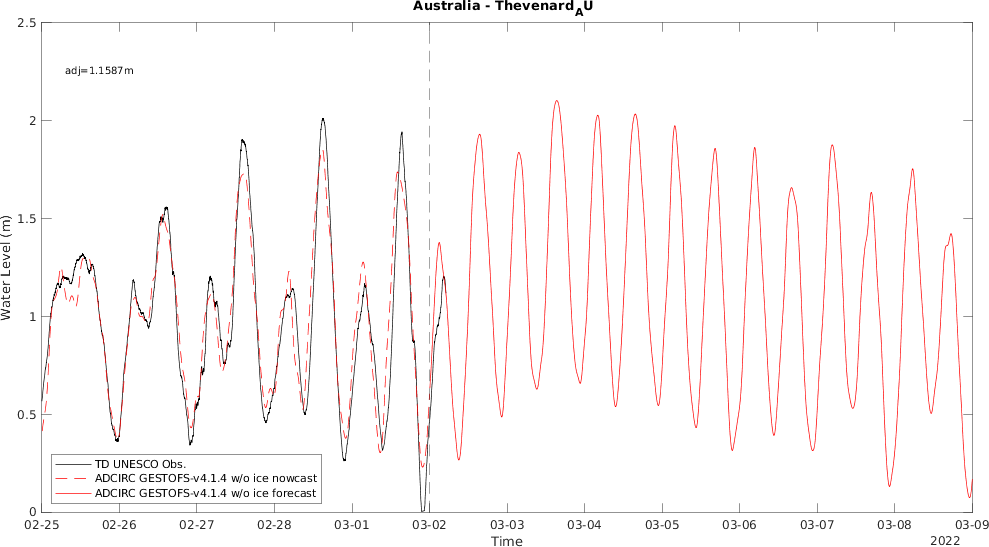 Australia - Thevenard_AU
adj=1.1587m
Water Level (m)
2.5
2
1.5
1
0.5
0
TD UNESCO Obs.
ADCIRC GESTOFS-v4.1.4 w/o ice nowcast
ADCIRC GESTOFS-v4.1.4 w/o ice forecast
02-25 02-26 02-27 02-28 03-01 03-02 03-03 03-04 03-05 03-06 03-07 03-08 03-09
Time
2022